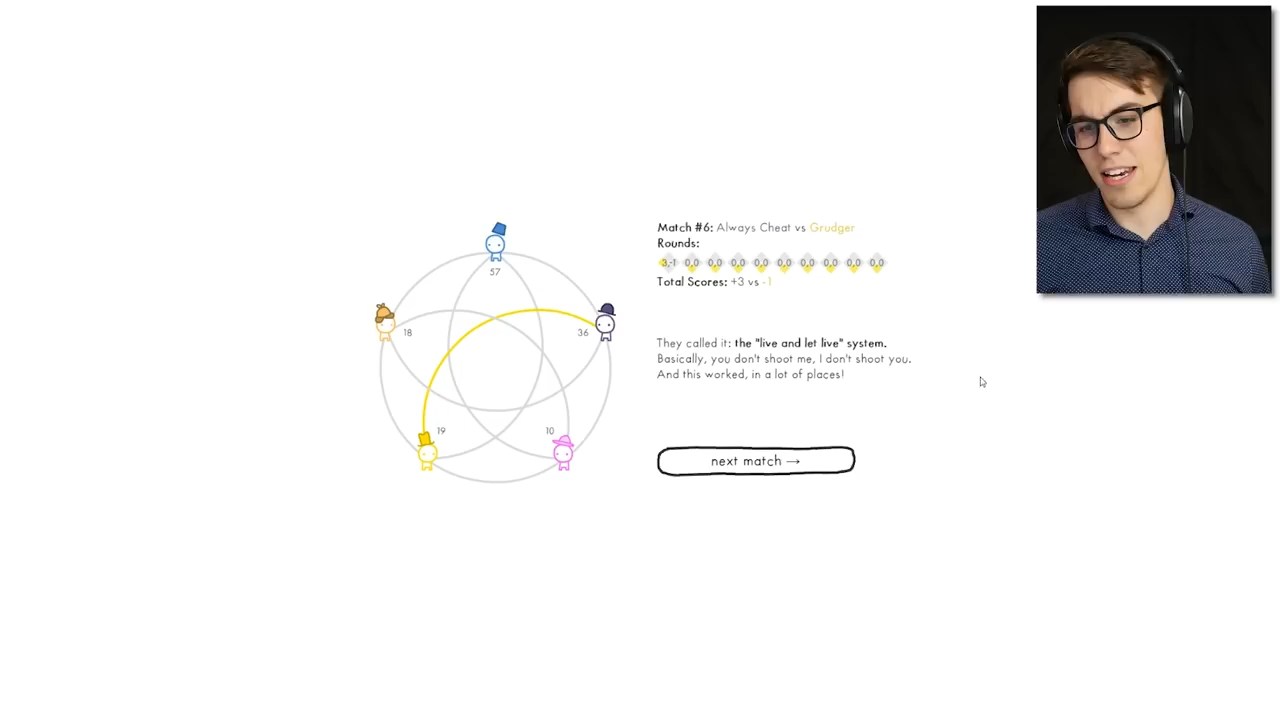 Match #6: Always Cheat vs Grudger
Rounds:
3,-1 0,0 0,0 0,0 0,0 0,0 0,0 0,0 0,0 0,0
Total Scores: +3 vs -1
They called it: the "live and let live" system.
Basically, you don't shoot me, I don't shoot you.
And this worked, in a lot of places!
next match →
57
18
36
19
10